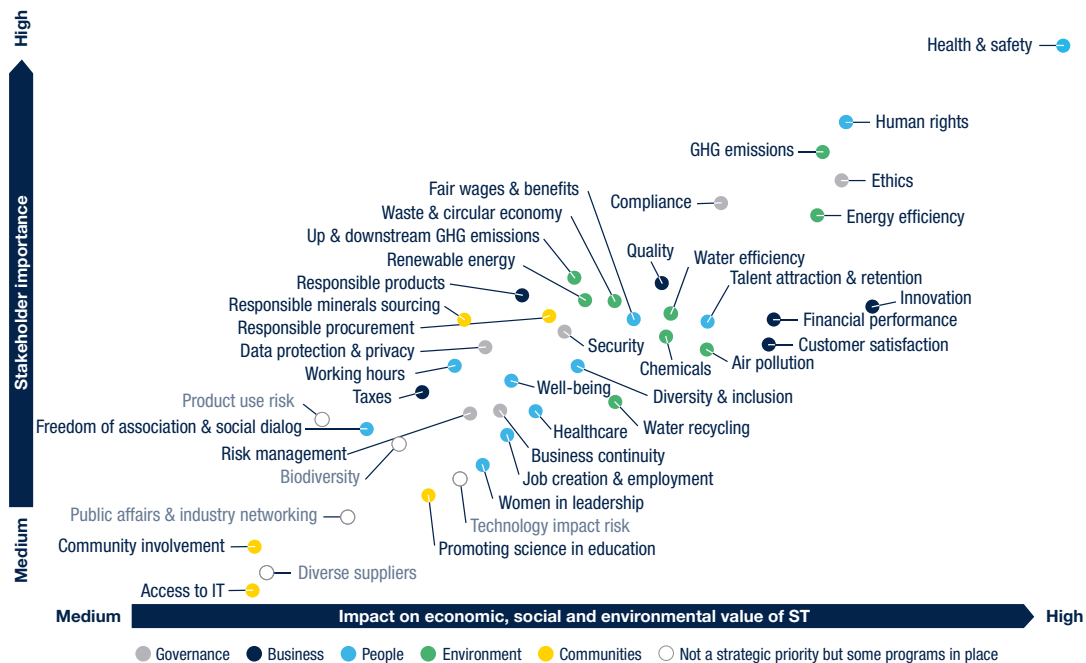 High
Health & safety
Human rights
GHG emissions
Ethics
Fair wages & benefits
Compliance
Waste & circular economy
Energy efficiency
Up & downstream GHG emissions
Quality
Renewable energy
Water efficiency
Talent attraction & retention
Responsible products
Innovation
Responsible minerals sourcing
Financial performance
Responsible procurement
Security
Customer satisfaction
Data protection & privacy
Air pollution
Chemicals
Working hours
Well-being
Diversity & inclusion
Taxes
Product use risk
Freedom of association & social dialog
Water recycling
Healthcare
Risk management
Business continuity
Biodiversity
Job creation & employment
Women in leadership
Public affairs & industry networking
Technology impact risk
Promoting science in education
Community involvement
Diverse suppliers
Access to IT
Stakeholder importance
Medium
Medium
Impact on economic, social and environmental value of ST
High
Governance
Business
People
Environment
Communities
Not a strategic priority but some programs in place